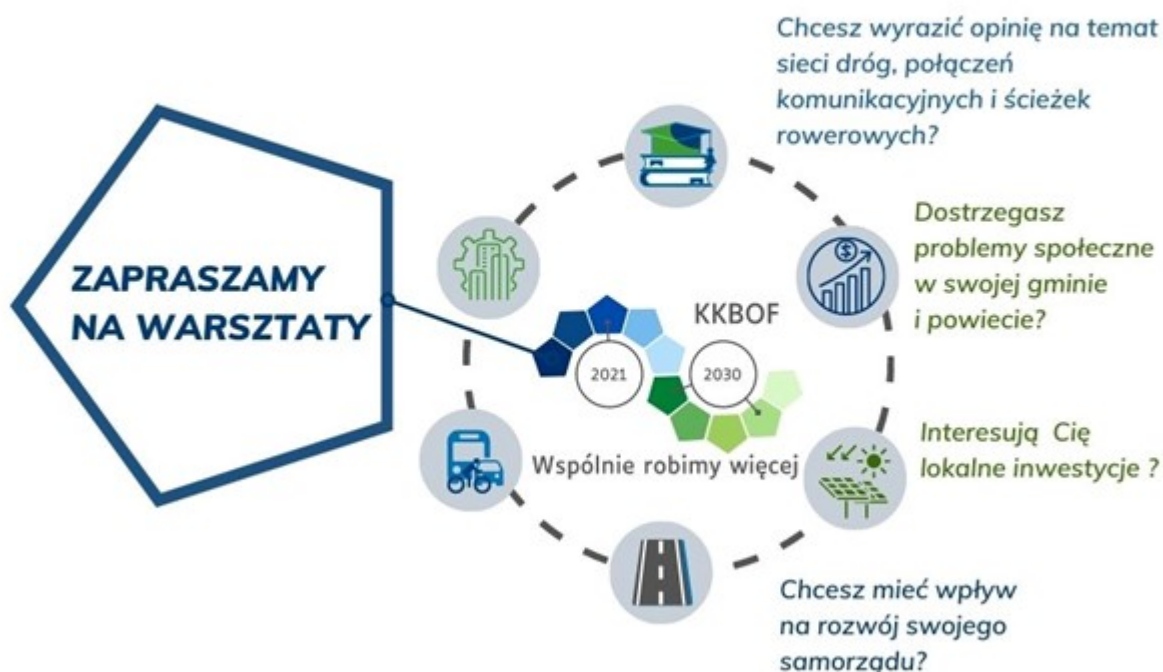 Chcesz wyrazić opinię na temat
sieci dróg, połączeń
komunikacyjnych i ścieżek
rowerowych?
ZAPRASZAMY
NA WARSZTATY
Dostrzegasz
problemy społeczne
w swojej gminie
i powiecie?
$
KKBOF
2021
2030
Wspólnie robimy więcej
Interesują Cię
lokalne inwestycje ?
Chcesz mieć wpływ
na rozwój swojego
samorządu?